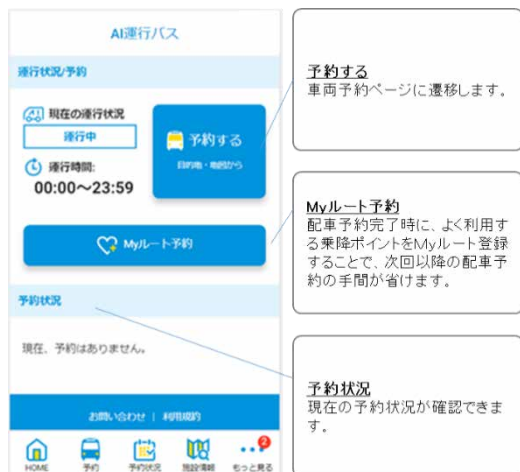 AI運行バス
運行状況/予約
現在の運行状況
運行中
運行時間:
00:00～23:59
予約する
目的地・地図から
Myルート予約
予約状況
現在、予約はありません。
お問い合わせ | 利用規約
HOME
予約
予約状況
施設情報
もっと見る
2
予約する
車両予約ページに遷移します。
Myルート予約
配車予約完了時に、よく利用す
る乗降ポイントをMyルート登録
することで、次回以降の配車予
約の手間が省けます。
予約状況
現在の予約状況が確認できま
す。